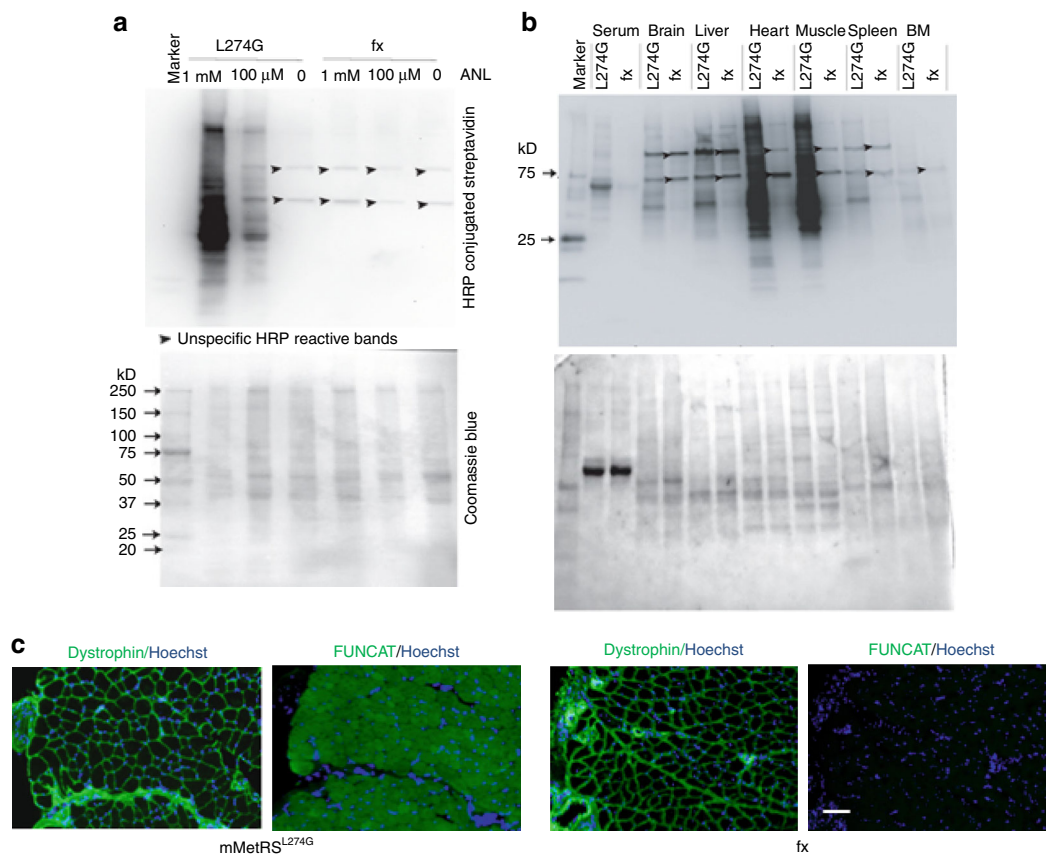 a
L274G
fx
Marker
1 mM
100 µM
0
1 mM
100 µM
0
ANL
HRP conjugated streptavidin
➤ Unspecific HRP reactive bands
kD
250
150
100
75
50
37
25
20
Coomassie blue
b
Serum Brain Liver Heart Muscle Spleen BM
Marker
L274G
fx
L274G
fx
L274G
fx
L274G
fx
L274G
fx
L274G
fx
L274G
fx
kD
75
25
c
Dystrophin/Hoechst
FUNCAT/Hoechst
Dystrophin/Hoechst
FUNCAT/Hoechst
mMetRS^L274G
fx